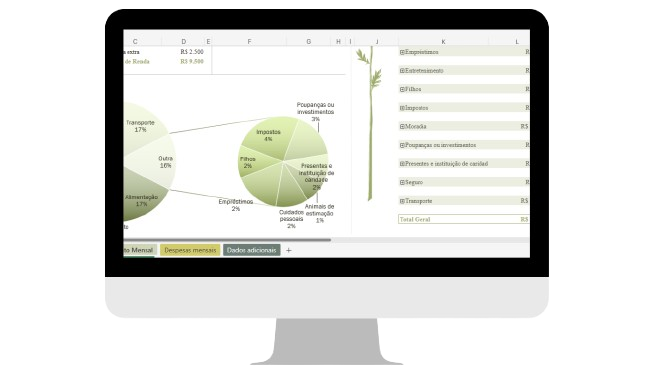 C D E F G H I J K L
extra R$ 2.500
de Renda R$ 9.500
Transporte
17%
Outra
16%
Alimentação
17%
Poupanças ou
investimentos
3%
Impostos
4%
Filhos
2%
Presentes e
instituição de
caridade
2%
Empréstimos
2%
Cuidados
pessoais
2%
Animais de
estimação
1%
Empréstimos R
Entretenimento R
Filhos R
Impostos R
Moradia R$
Poupanças ou investimentos R
Presentes e instituição de caridad R
Seguro R
Transporte R$
Total Geral R$
Mensal Despesas mensais Dados adicionais +